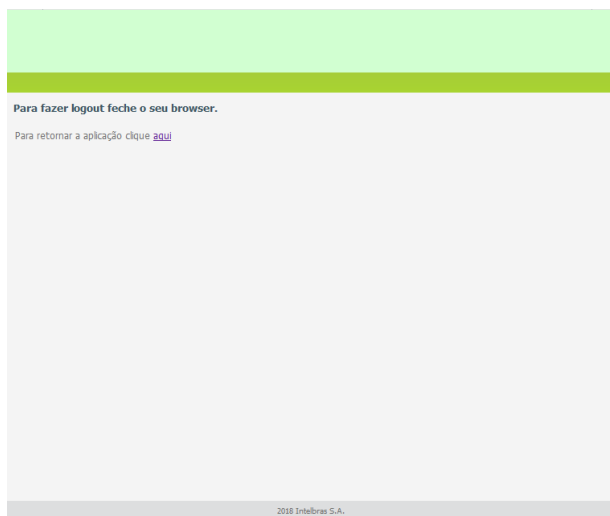 Para fazer logout feche o seu browser.
Para retornar a aplicação clique aqui
2018 Intelbras S.A.